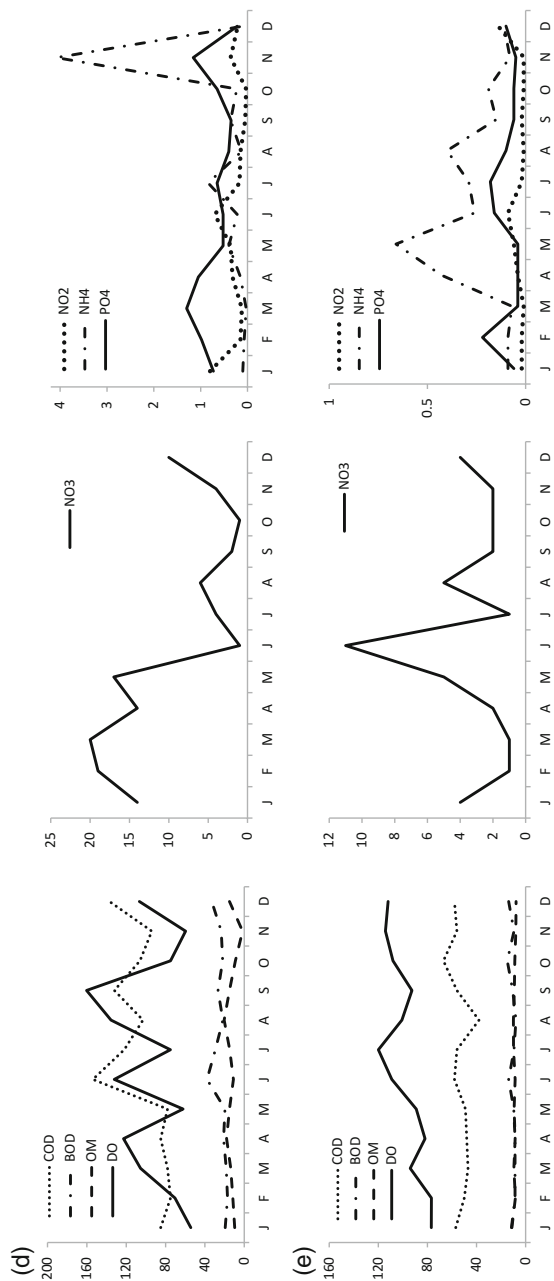 (d)
200
160
120
80
40
0
COD
BOD
OM
DO
J F M A M J J A S O N D
25
20
15
10
5
0
NO3
J F M A M J J A S O N D
4
3
2
1
0
NO2
NH4
PO4
J F M A M J J A S O N D
(e)
160
120
80
40
0
COD
BOD
OM
DO
J F M A M J J A S O N D
12
10
8
6
4
2
0
NO3
J F M A M J J A S O N D
1
0.5
0
NO2
NH4
PO4
J F M A M J J A S O N D